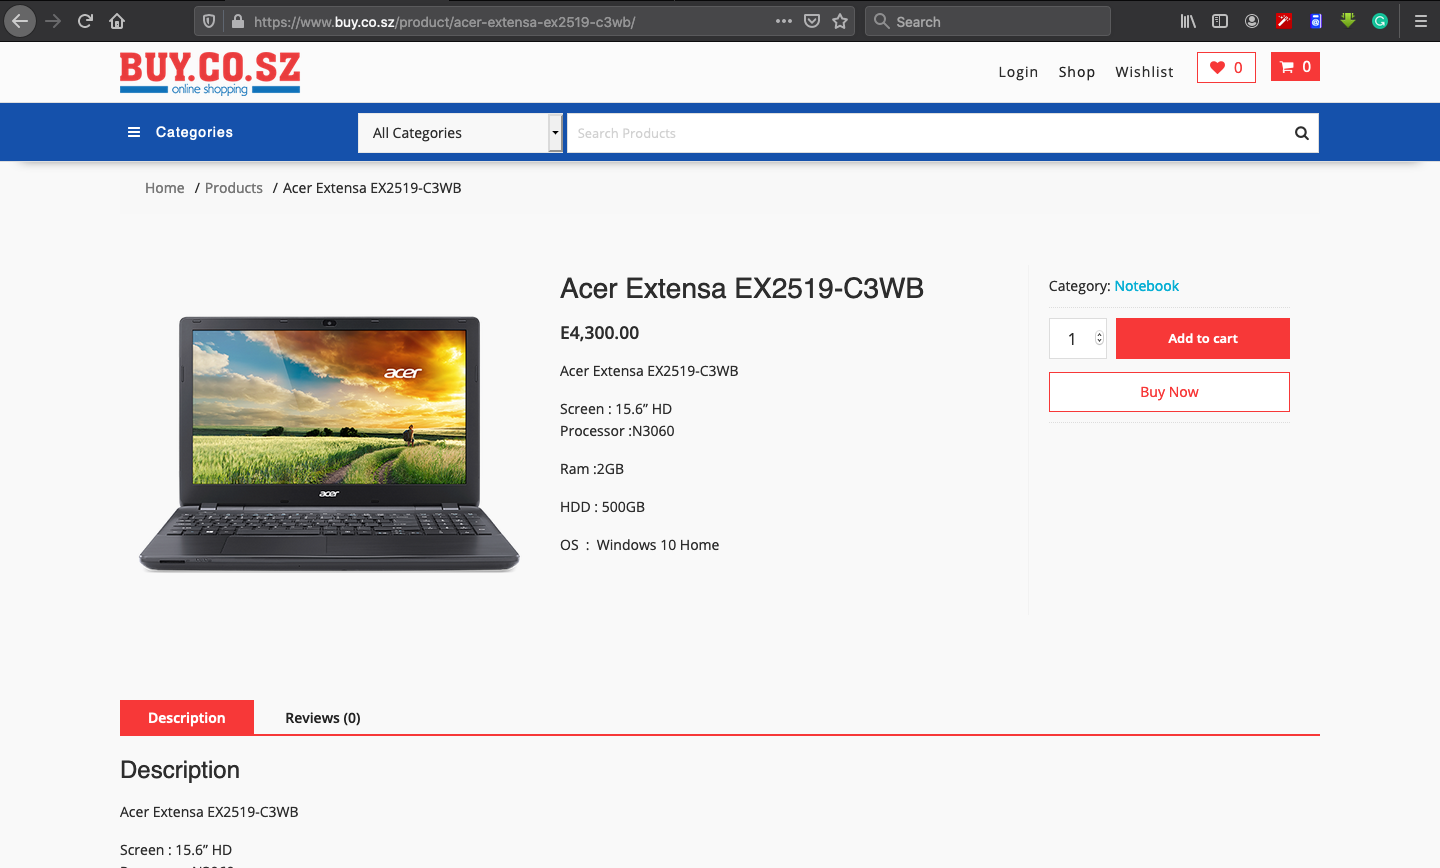 https://www.buy.co.sz/product/acer-extensa-ex2519-c3wb/
Search
BUY.CO.SZ
online shopping
Login
Shop
Wishlist
0
0
Categories
All Categories
Search Products
Home / Products / Acer Extensa EX2519-C3WB
acer
acer
Acer Extensa EX2519-C3WB
E4,300.00
Acer Extensa EX2519-C3WB
Screen : 15.6” HD
Processor :N3060
Ram :2GB
HDD : 500GB
OS : Windows 10 Home
Category: Notebook
1
Add to cart
Buy Now
Description
Reviews (0)
Description
Acer Extensa EX2519-C3WB
Screen : 15.6” HD